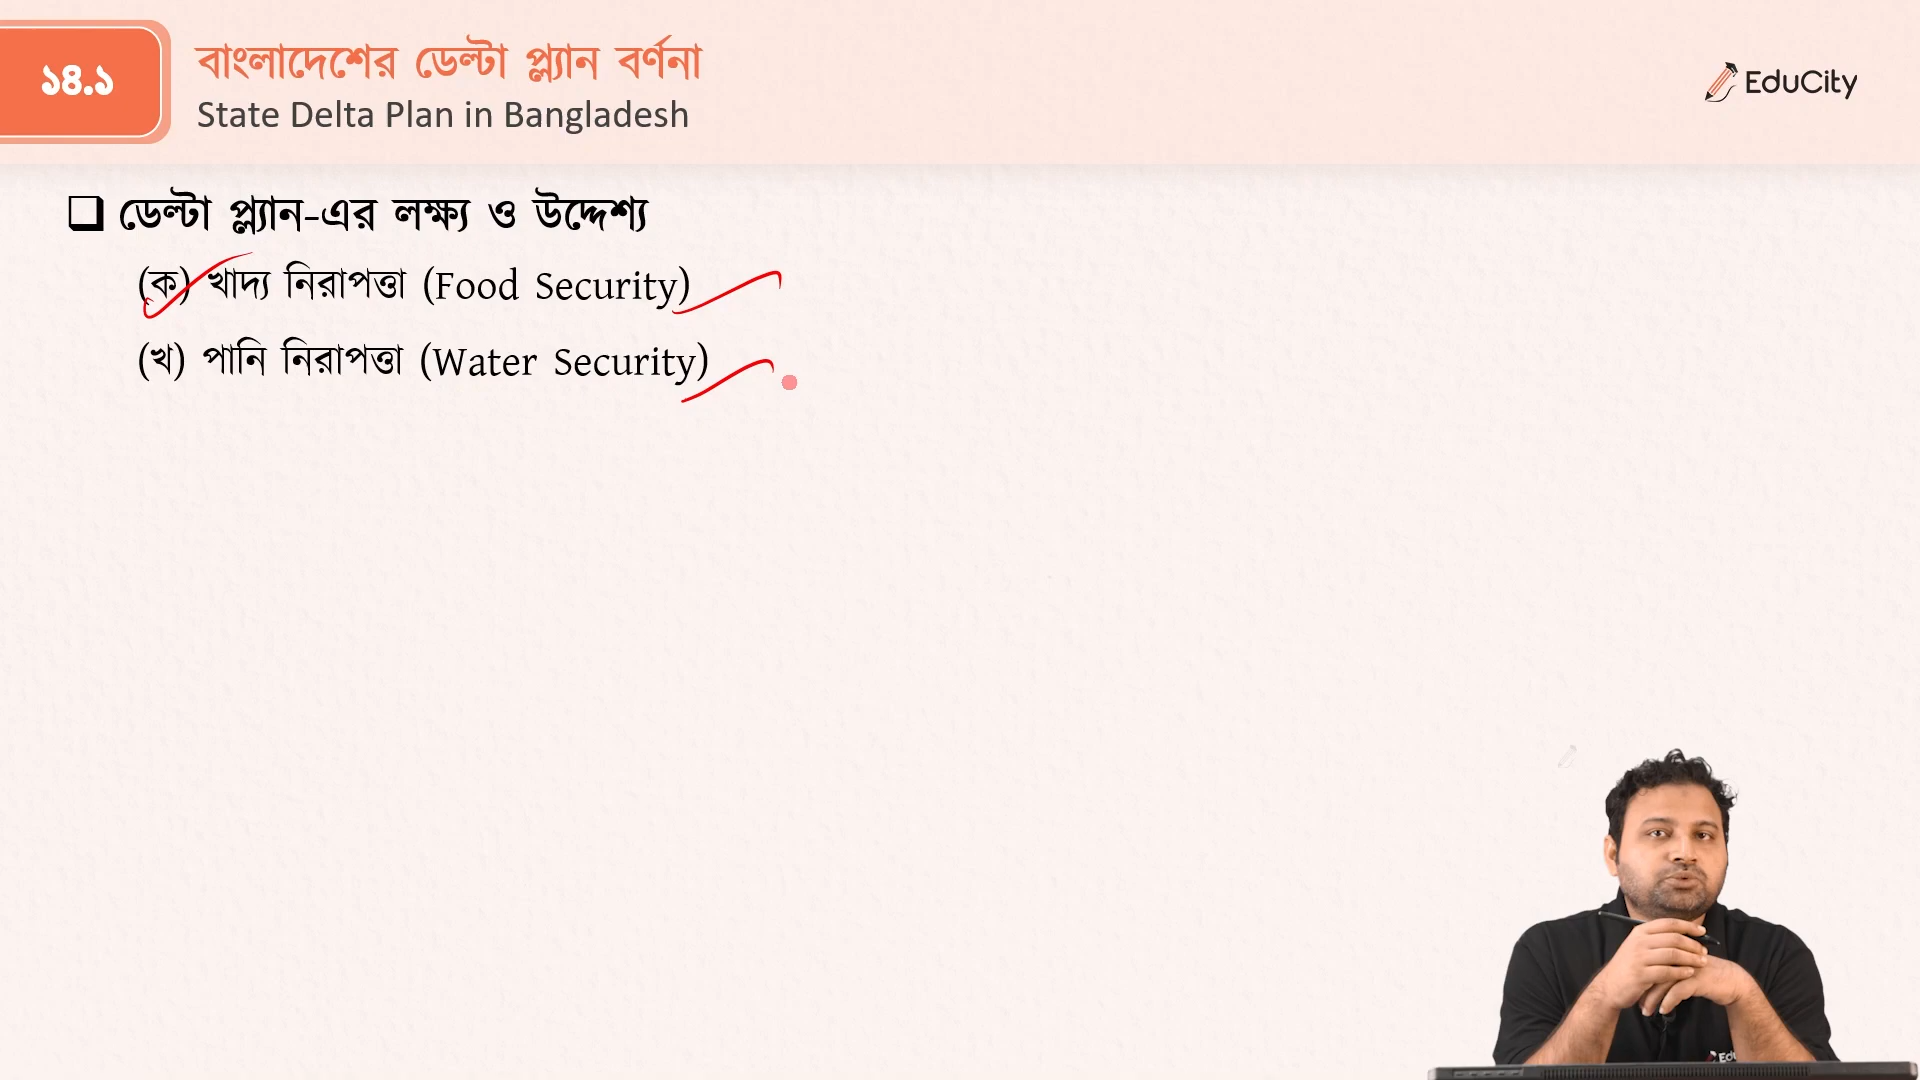 ১৪.১
বাংলাদেশের ডেল্টা প্ল্যান বর্ণনা
State Delta Plan in Bangladesh
EduCity
ডেল্টা প্ল্যান-এর লক্ষ্য ও উদ্দেশ্য
(ক) খাদ্য নিরাপত্তা (Food Security)
(খ) পানি নিরাপত্তা (Water Security)
Edu